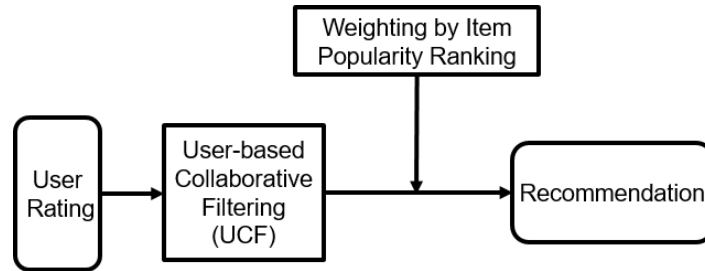 Weighting by Item
Popularity Ranking
User
Rating
User-based
Collaborative
Filtering
(UCF)
Recommendation